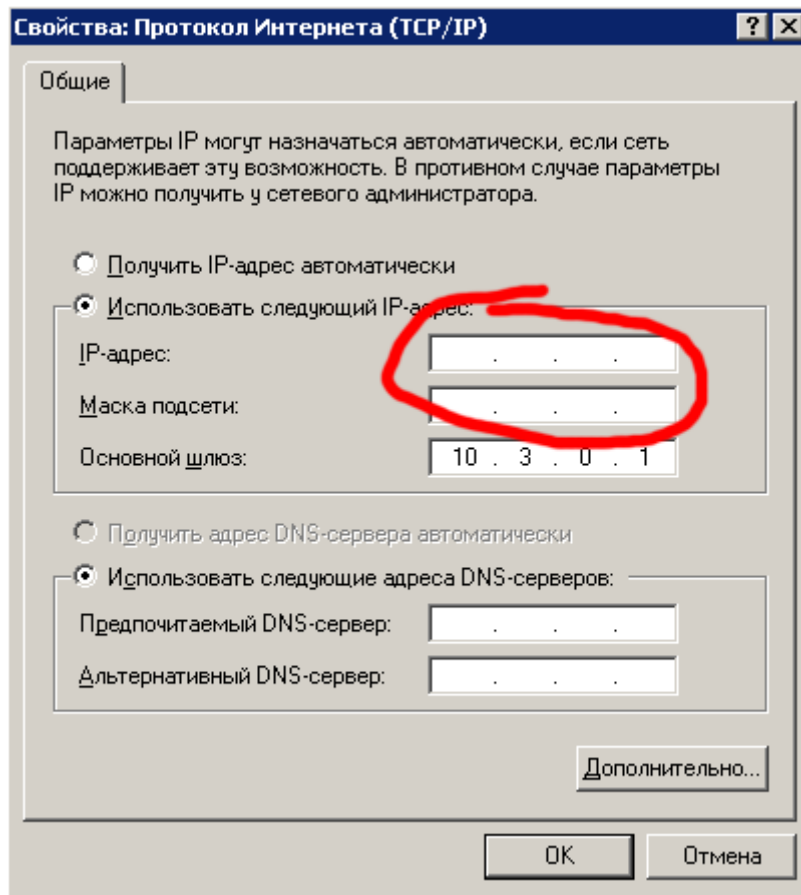 Свойства: Протокол Интернета (TCP/IP)
Общие
Параметры IP могут назначаться автоматически, если сеть
поддерживает эту возможность. В противном случае параметры
IP можно получить у сетевого администратора.
Получить IP-адрес автоматически
Использовать следующий IP-адрес:
IP-адрес:
. . .
Маска подсети:
. . .
Основной шлюз:
10 . 3 . 0 . 1
Получить адрес DNS-сервера автоматически
Использовать следующие адреса DNS-серверов:
Предпочитаемый DNS-сервер:
. . .
Альтернативный DNS-сервер:
. . .
Дополнительно...
OK Отмена